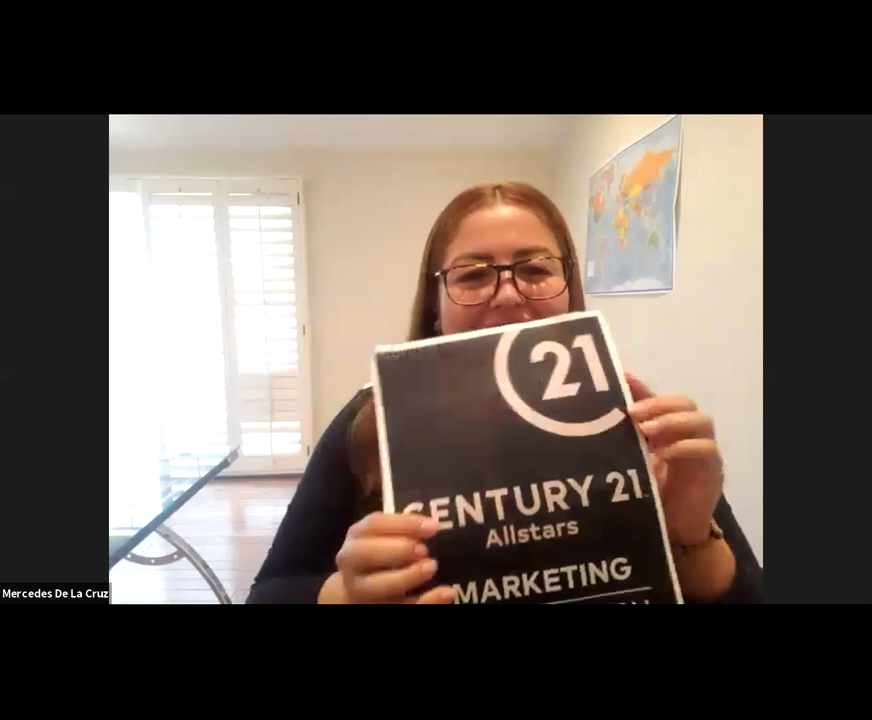 21
CENTURY 21
Allstars
MARKETING
Mercedes De La Cruz